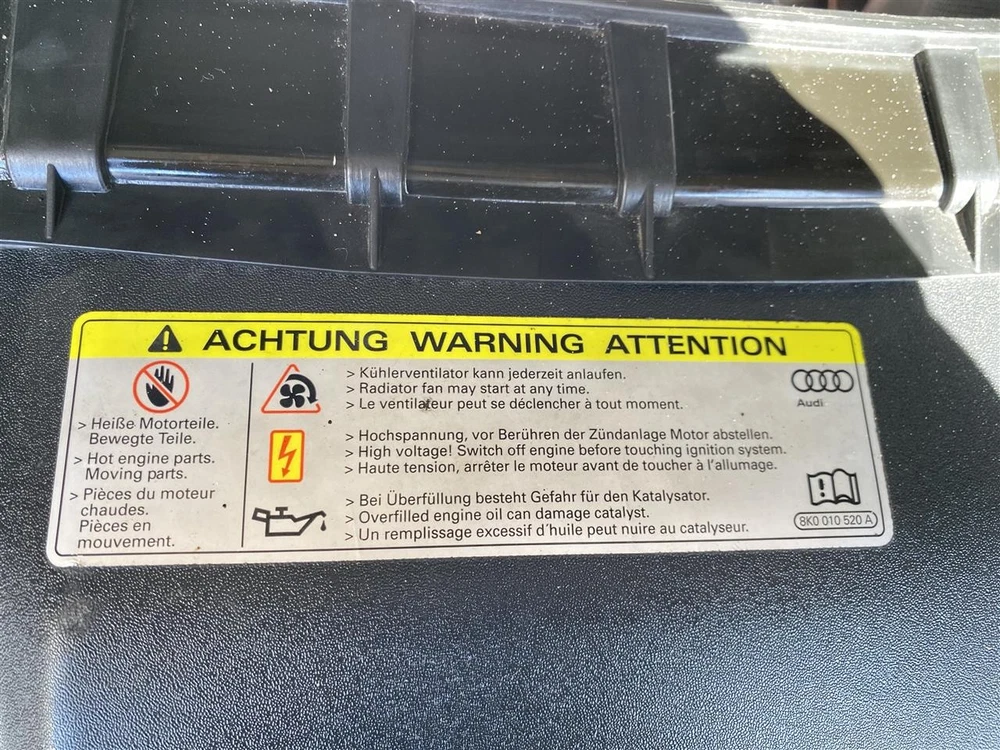 ACHTUNG WARNING ATTENTION
> Heiße Motorteile.
Bewegte Teile.
> Hot engine parts.
Moving parts.
> Pièces du moteur
chaudes.
Pièces en
mouvement.
> Kühlerventilator kann jederzeit anlaufen.
> Radiator fan may start at any time.
> Le ventilateur peut se déclencher à tout moment.
> Hochspannung, vor Berühren der Zündanlage Motor abstellen.
> High voltage! Switch off engine before touching ignition system.
> Haute tension, arrêter le moteur avant de toucher à l'allumage.
> Bei Überfüllung besteht Gefahr für den Katalysator.
> Overfilled engine oil can damage catalyst.
> Un remplissage excessif d'huile peut nuire au catalyseur.
Audi
8K0 010 520 A